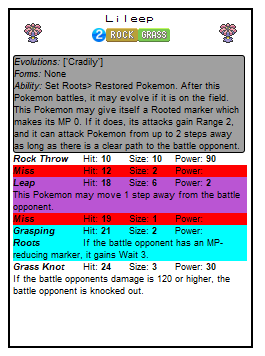 Lileep
2 ROCK GRASS
Evolutions: ['Cradily']
Forms: None
Ability: Set Roots> Restored Pokemon. After this
Pokemon battles, it may evolve if it is on the field.
This Pokemon may give itself a Rooted marker which
makes its MP 0. If it does, its attacks gain Range 2,
and it can attack Pokemon from up to 2 steps away
as long as there is a clear path to the battle opponent.
Rock Throw Hit: 10 Size: 10 Power: 90
Miss Hit: 12 Size: 2 Power:
Leap Hit: 18 Size: 6 Power: 2
This Pokemon may move 1 step away from the battle
opponent.
Miss Hit: 19 Size: 1 Power:
Grasping Hit: 21 Size: 2 Power:
Roots If the battle opponent has an MP-
reducing marker, it gains Wait 3.
Grass Knot Hit: 24 Size: 3 Power: 30
If the battle opponents damage is 120 or higher, the
battle opponent is knocked out.